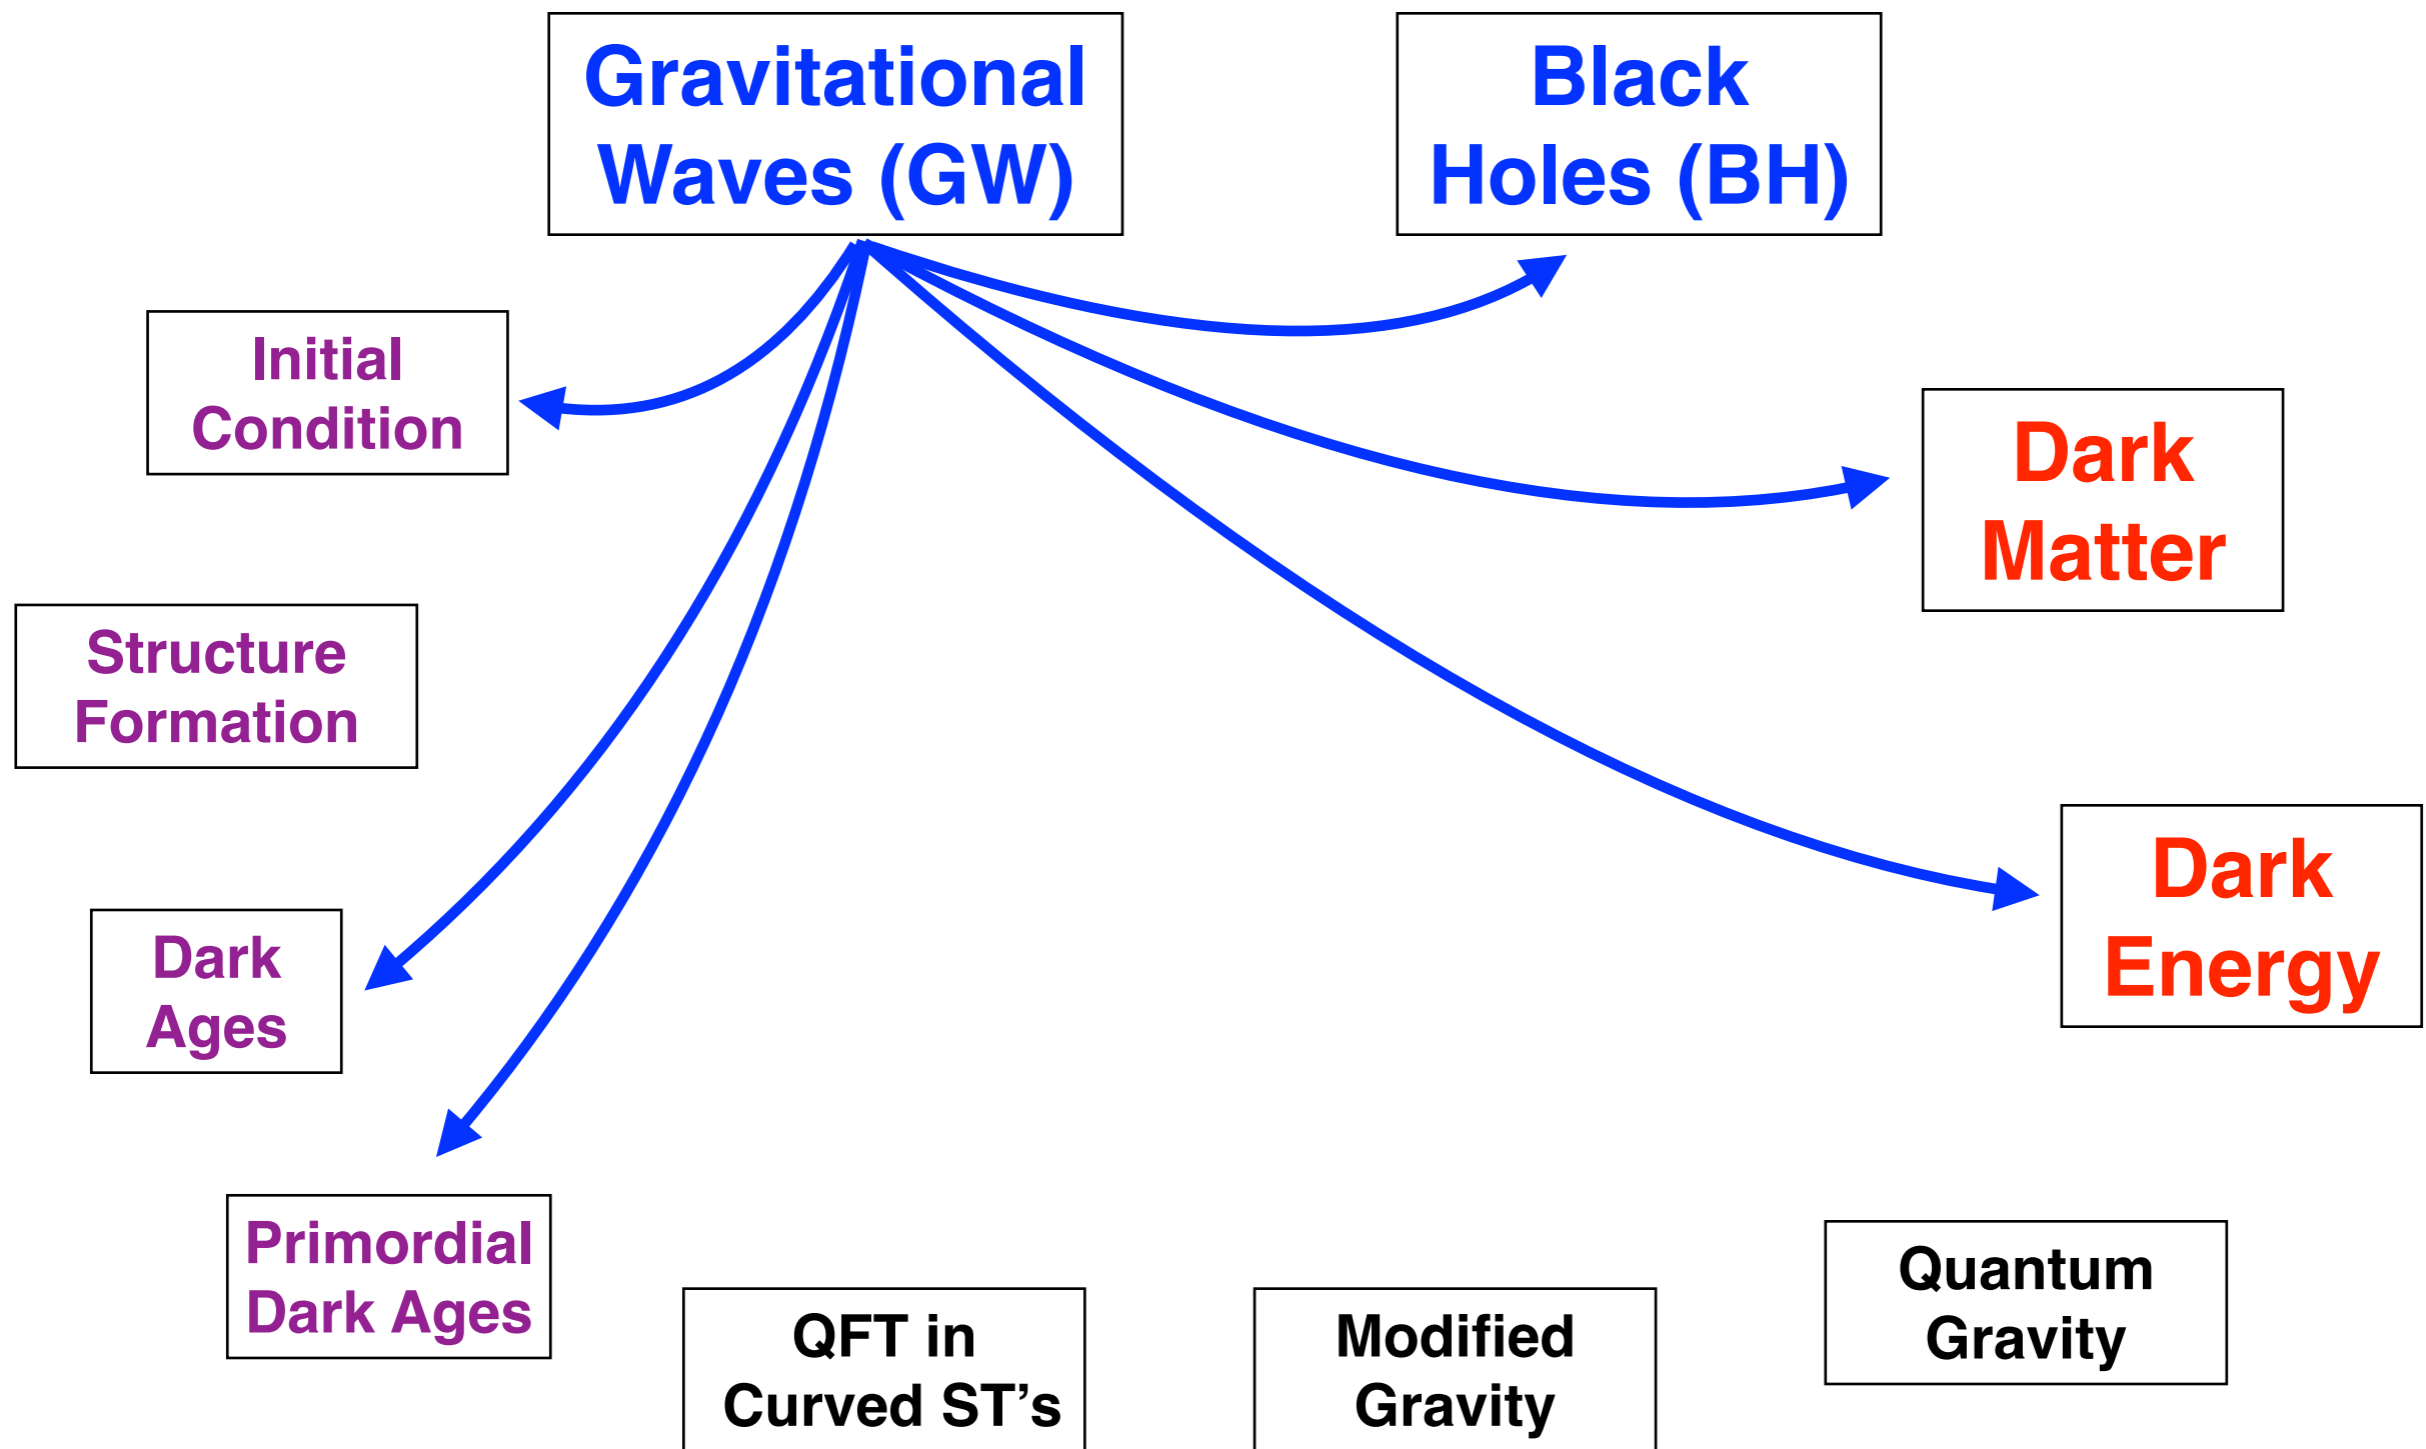 Gravitational
Waves (GW)
Black
Holes (BH)
Initial
Condition
Dark
Matter
Structure
Formation
Dark
Energy
Dark
Ages
Primordial
Dark Ages
Quantum
Gravity
QFT in
Curved ST’s
Modified
Gravity